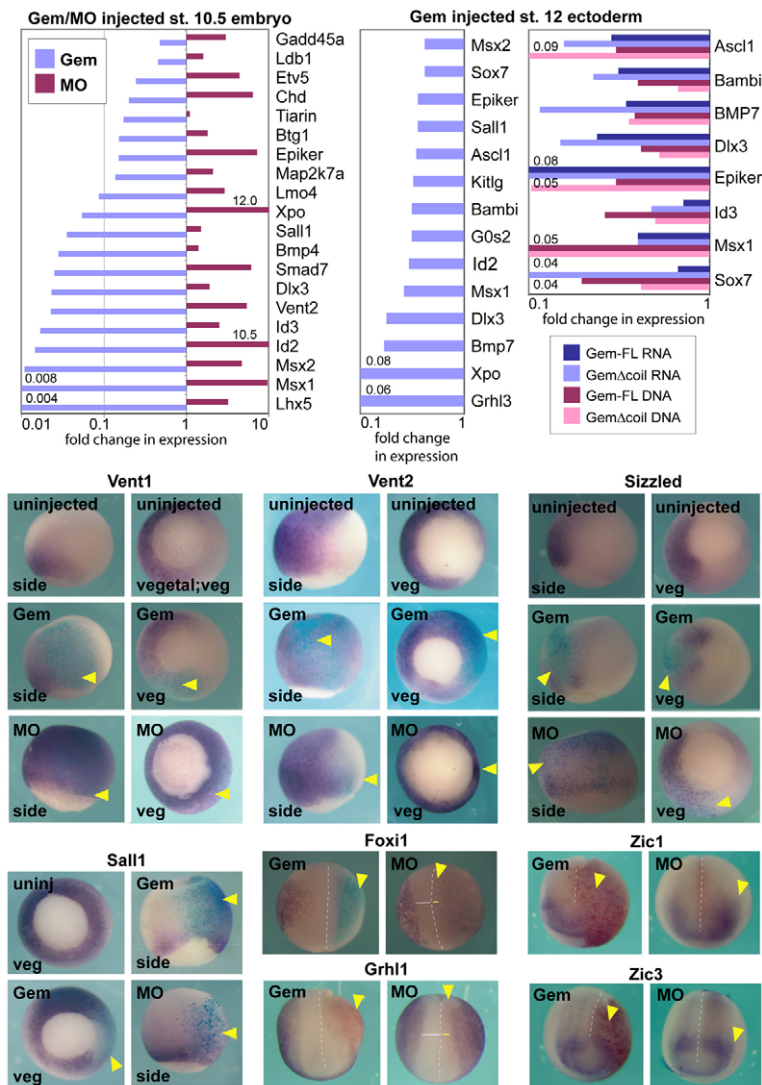 Gem/MO injected st. 10.5 embryo
Gem
MO
Gadd45a
Ldb1
Etv5
Chd
Tiarin
Btg1
Epiker
Map2k7a
Lmo4
12.0
Xpo
Sall1
Bmp4
Smad7
Dlx3
Vent2
Id3
10.5
Id2
Msx2
0.008
Msx1
0.004
Lhx5
0.01 0.1 1 10
fold change in expression
Gem injected st. 12 ectoderm
Msx2
Sox7
Epiker
Sall1
Ascl1
Kitlg
Bambi
G0s2
Id2
Msx1
Dlx3
Bmp7
0.08
Xpo
0.06
Grhl3
0.1 1
fold change
in expression
0.09
Ascl1
Bambi
BMP7
Dlx3
0.08
Epiker
0.05
Id3
0.05
Msx1
0.04
Sox7
0.04
0.1 1
fold change in expression
Gem-FL RNA
GemΔcoil RNA
Gem-FL DNA
GemΔcoil DNA
Vent1
uninjected
side
uninjected
vegetal;veg
Gem
side
Gem
veg
MO
side
MO
veg
Vent2
uninjected
side
uninjected
veg
Gem
side
Gem
veg
MO
side
MO
veg
Sizzled
uninjected
side
uninjected
veg
Gem
side
Gem
veg
MO
side
MO
veg
Sall1
uninj
veg
Gem
side
Gem
veg
MO
side
Foxi1
Gem
MO
Grhl1
Gem
MO
Zic1
Gem
MO
Zic3
Gem
MO